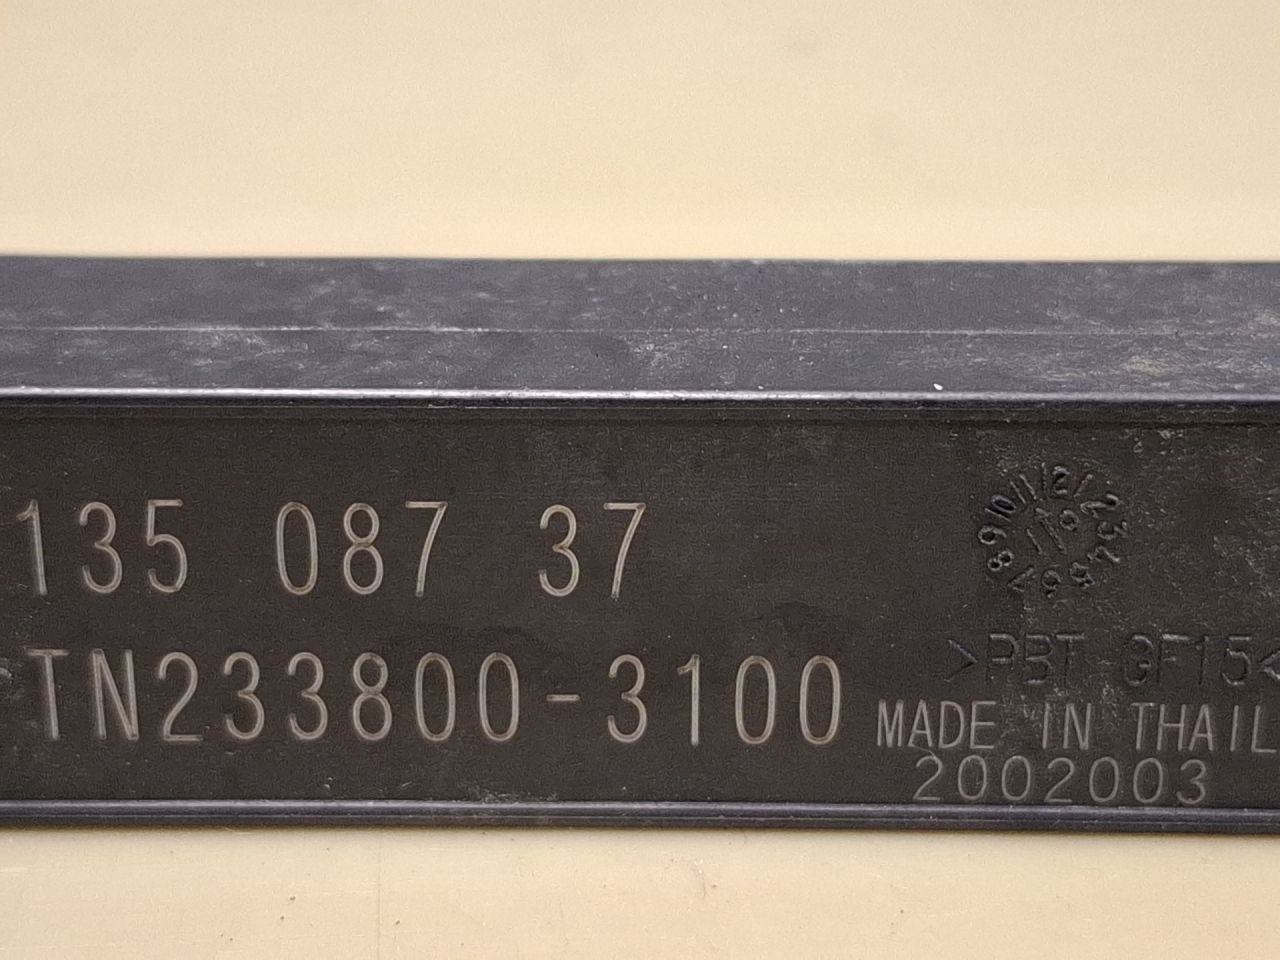 135 087 37
TN233800-3100
>PBT GF15<
MADE IN THAIL
2002003